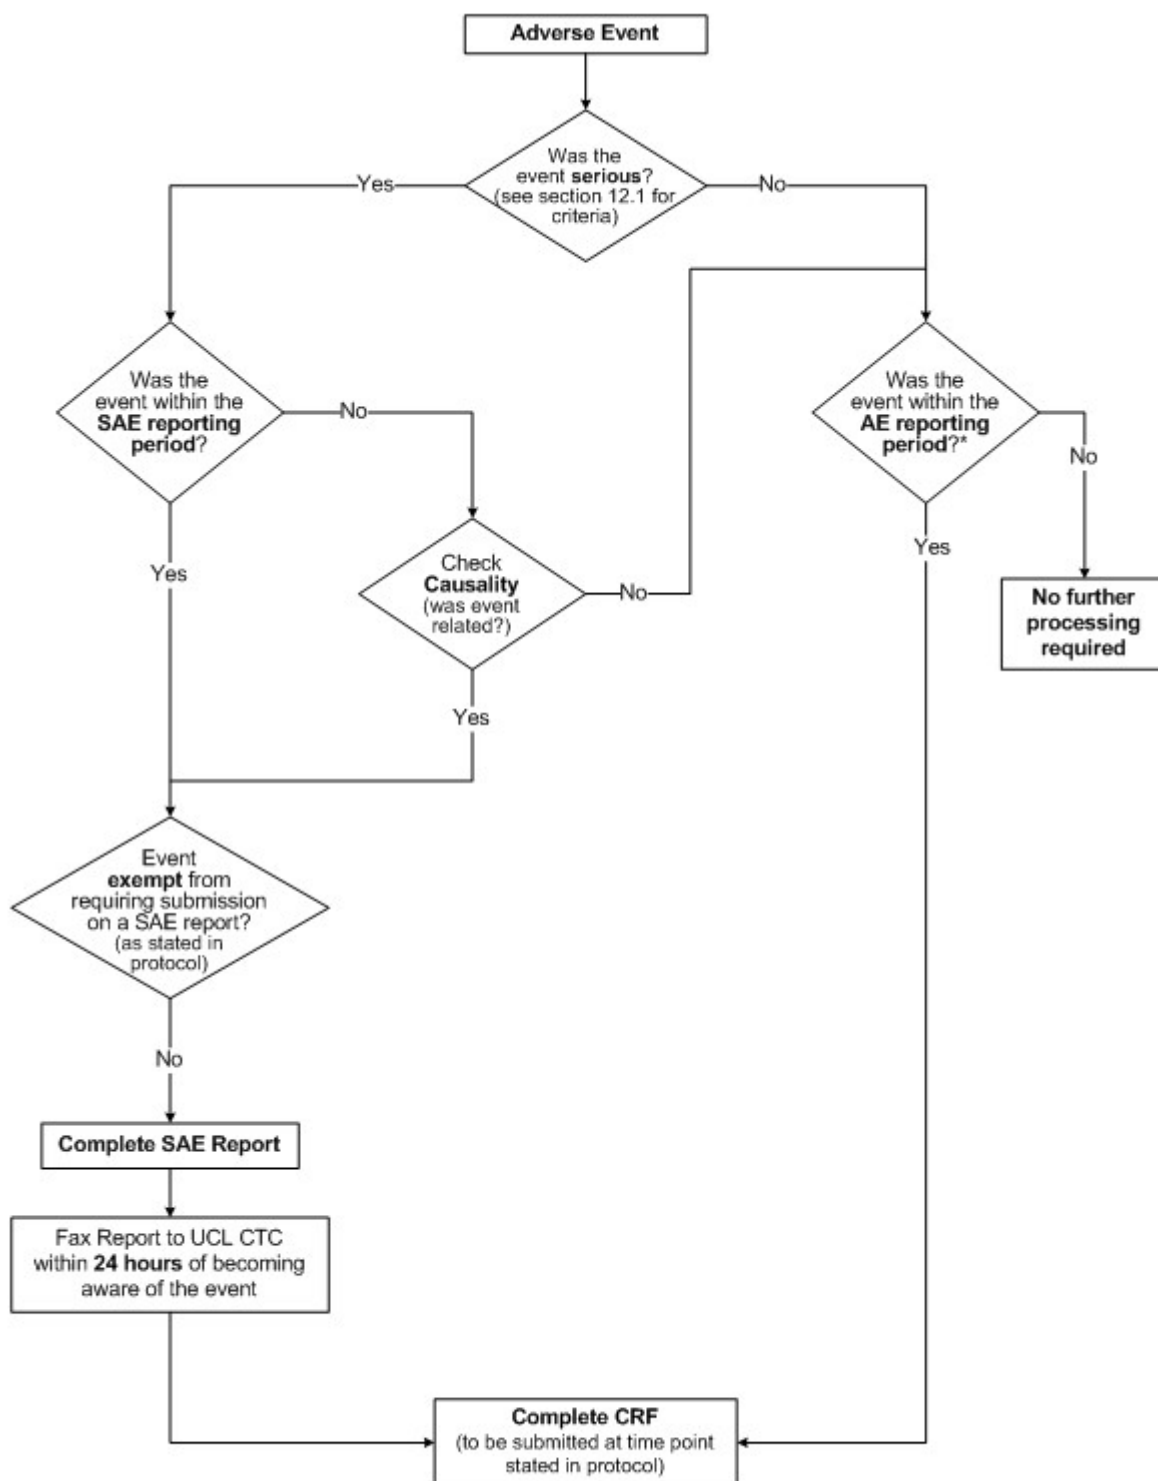 Adverse Event
Was the
event serious?
(see section 12.1 for
criteria)
Yes
No
Was the
event within the
SAE reporting
period?
No
Was the
event within the
AE reporting
period?*
No
Yes
Check
Causality
(was event
related?)
No
Yes
No further
processing
required
Yes
Event
exempt from
requiring submission
on a SAE report?
(as stated in
protocol)
No
Complete SAE Report
Fax Report to UCL CTC
within 24 hours of becoming
aware of the event
Complete CRF
(to be submitted at time point
stated in protocol)